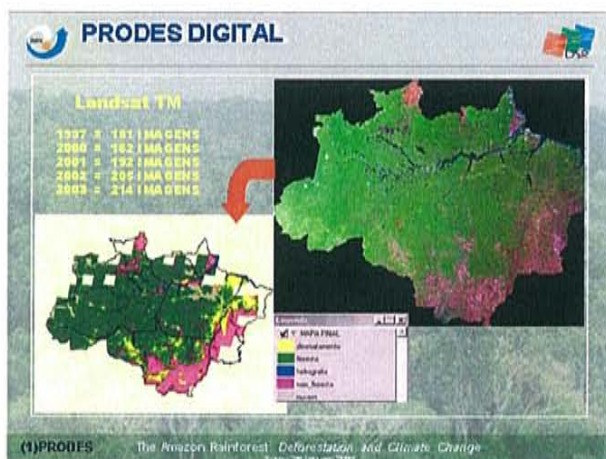 PRODES DIGITAL
Landsat TM
1997 = 181 IMAGENS
2000 = 162 IMAGENS
2001 = 192 IMAGENS
2002 = 205 IMAGENS
2003 = 214 IMAGENS
MAPA FINAL
desmatamento
floresta
hidrografia
nao_floresta
nuvem
(1)PRODES
The Amazon Rainforest: Deforestation and Climate Change